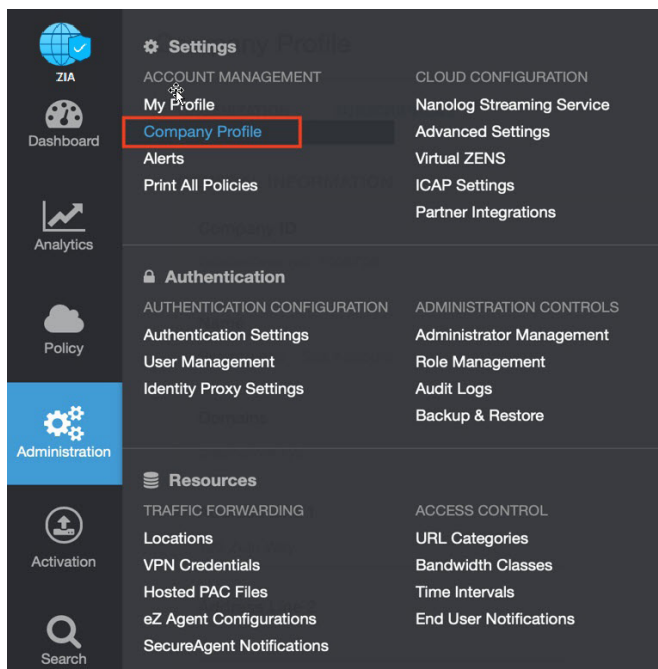 ZIA
Dashboard
Analytics
Policy
Administration
Activation
Search
Settings
ACCOUNT MANAGEMENT
My Profile
Company Profile
Alerts
Print All Policies
CLOUD CONFIGURATION
Nanolog Streaming Service
Advanced Settings
Virtual ZENS
ICAP Settings
Partner Integrations
Company ID
Authentication
AUTHENTICATION CONFIGURATION
Authentication Settings
User Management
Identity Proxy Settings
ADMINISTRATION CONTROLS
Administrator Management
Role Management
Audit Logs
Backup & Restore
Resources
TRAFFIC FORWARDING
Locations
VPN Credentials
Hosted PAC Files
eZ Agent Configurations
SecureAgent Notifications
ACCESS CONTROL
URL Categories
Bandwidth Classes
Time Intervals
End User Notifications